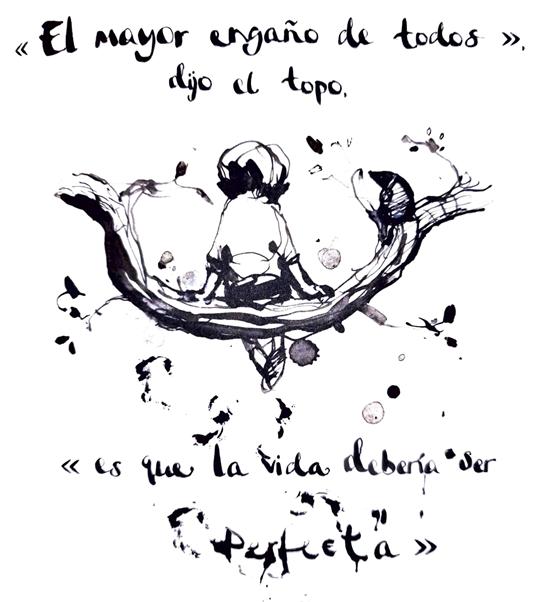 « El mayor engaño de todos »,
dijo el topo,
« es que la vida debería ser
perfecta »